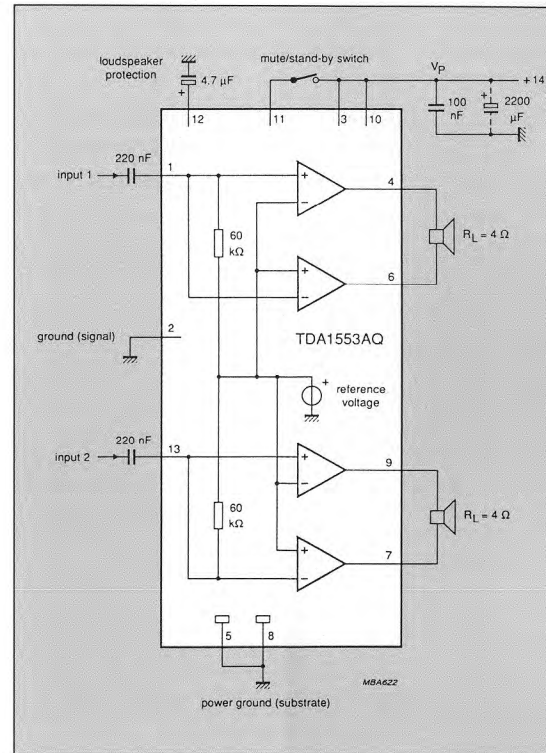 loudspeaker
protection
4.7 µF
+
12
mute/stand-by switch
11
3
10
VP
+ 14
100
nF
+
2200
µF
220 nF
input 1
1
60
kΩ
+
−
4
RL = 4 Ω
+
−
6
ground (signal)
2
TDA1553AQ
+
reference
voltage
220 nF
input 2
13
60
kΩ
+
−
9
RL = 4 Ω
+
−
7
5
8
MBA622
power ground (substrate)